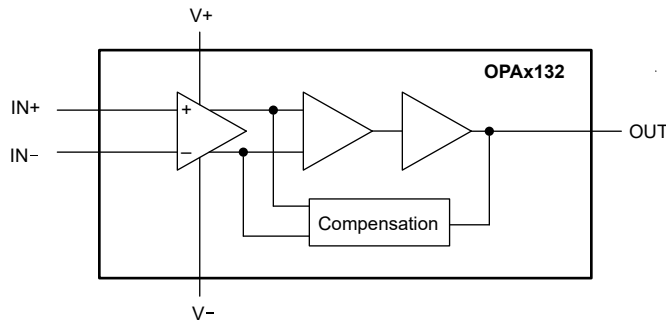 V+
OPAx132
IN+
+
IN−
−
OUT
Compensation
V−